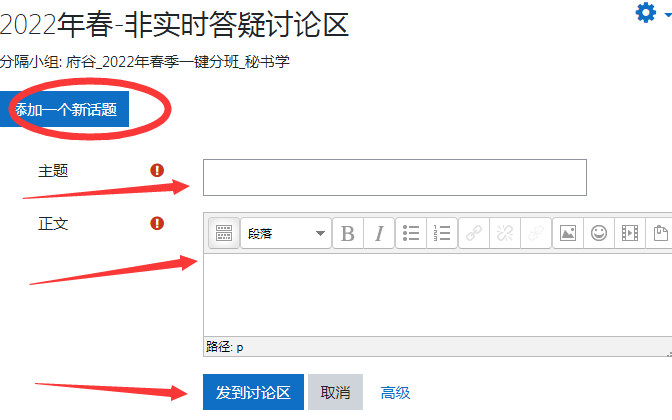 2022年春-非实时答疑讨论区
分隔小组: 府谷_2022年春季一键分班_秘书学
添加一个新话题
主题
正文
段落 B I
路径: p
发到讨论区 取消 高级